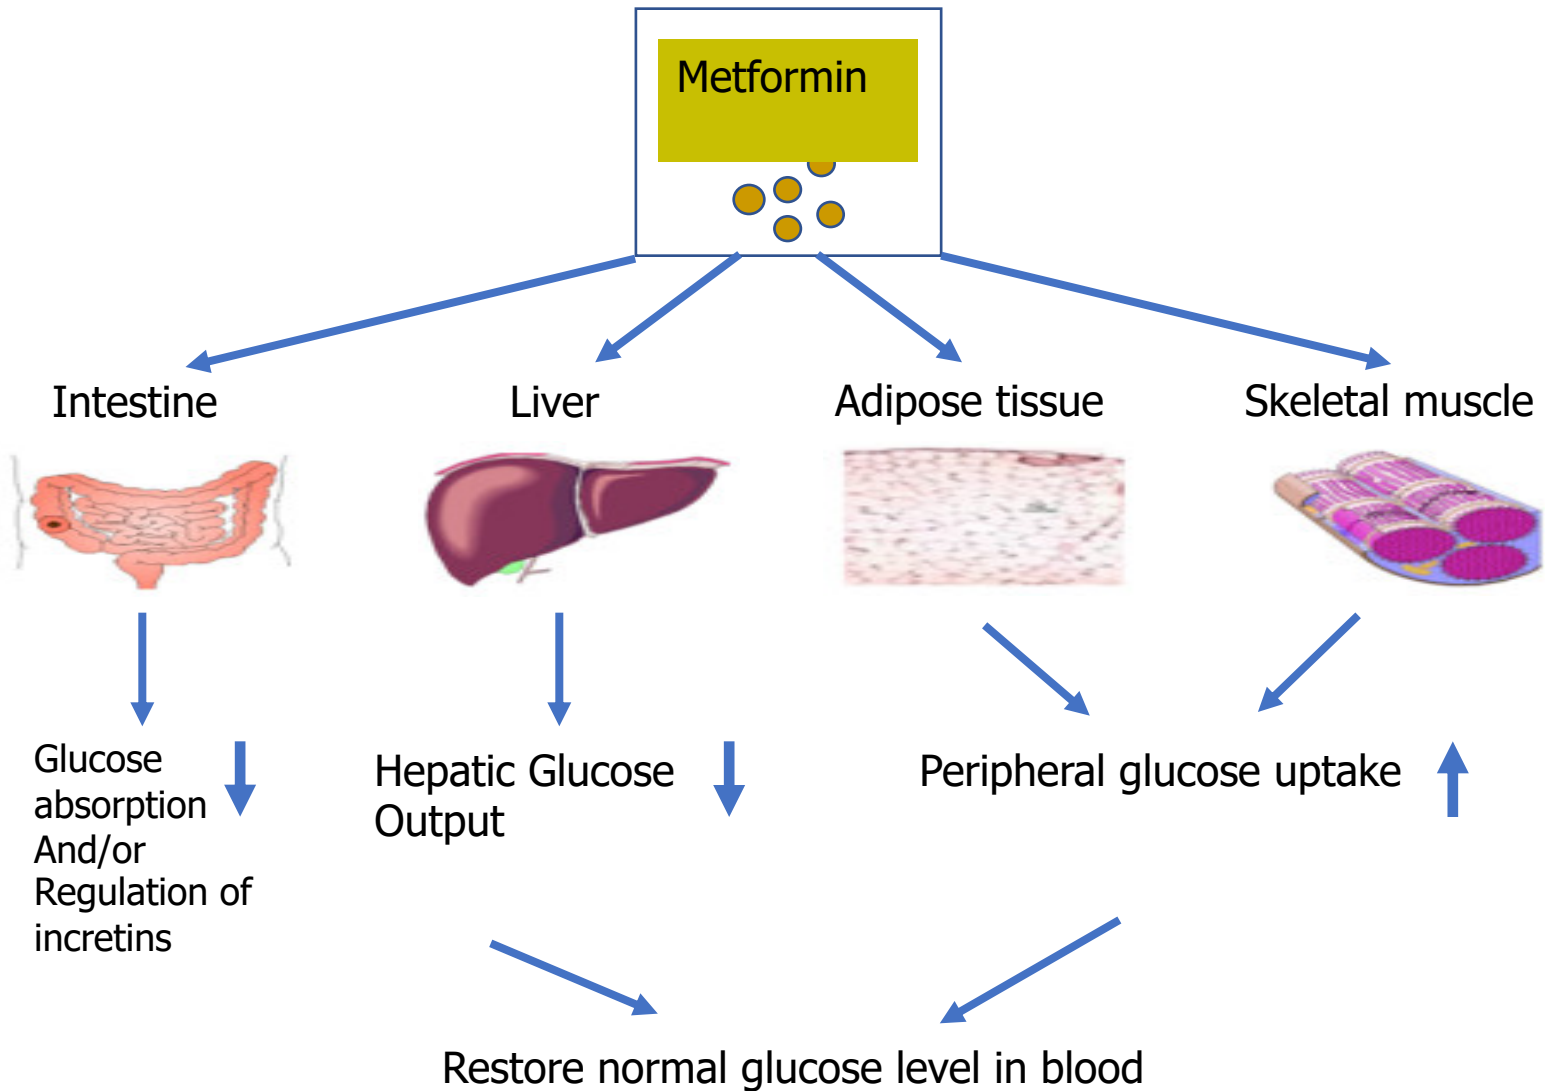 Metformin
Intestine
Liver
Adipose tissue
Skeletal muscle
Glucose
absorption
And/or
Regulation of
incretins
Hepatic Glucose
Output
Peripheral glucose uptake
Restore normal glucose level in blood